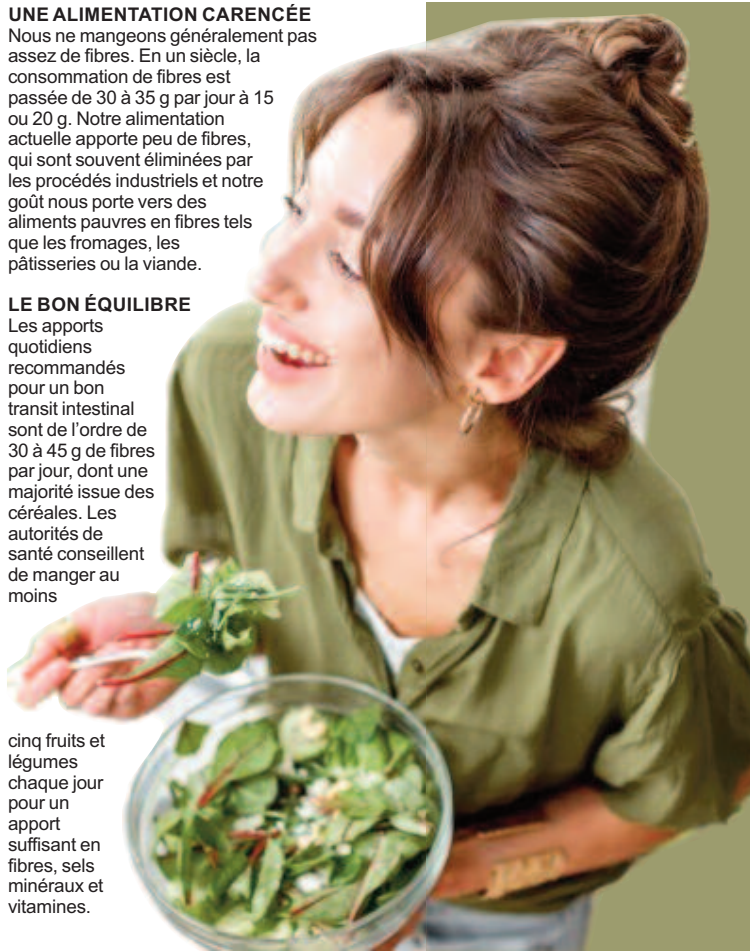 UNE ALIMENTATION CARENCÉE
Nous ne mangeons généralement pas
assez de fibres. En un siècle, la
consommation de fibres est
passée de 30 à 35 g par jour à 15
ou 20 g. Notre alimentation
actuelle apporte peu de fibres,
qui sont souvent éliminées par
les procédés industriels et notre
goût nous porte vers des
aliments pauvres en fibres tels
que les fromages, les
pâtisseries ou la viande.
LE BON ÉQUILIBRE
Les apports
quotidiens
recommandés
pour un bon
transit intestinal
sont de l’ordre de
30 à 45 g de fibres
par jour, dont une
majorité issue des
céréales. Les
autorités de
santé conseillent
de manger au
moins
cinq fruits et
légumes
chaque jour
pour un
apport
suffisant en
fibres, sels
minéraux et
vitamines.